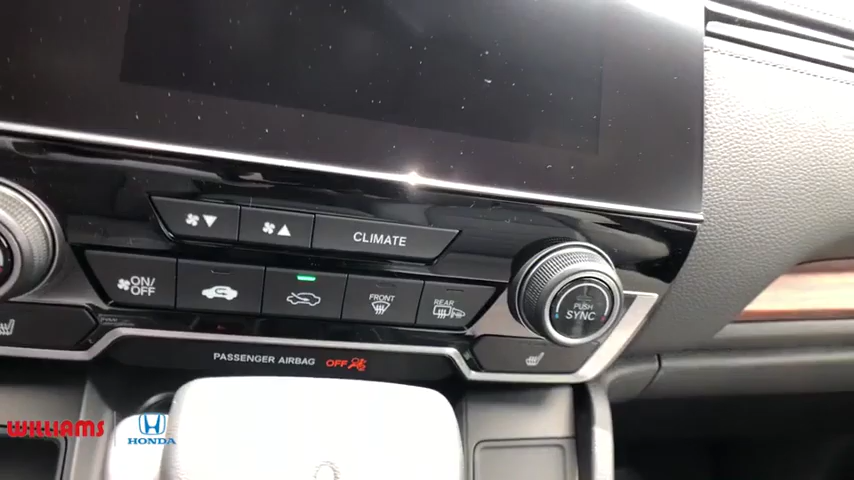 CLIMATE
ON/
OFF
FRONT
REAR
PUSH
SYNC
PASSENGER AIRBAG OFF
WILLIAMS
HONDA